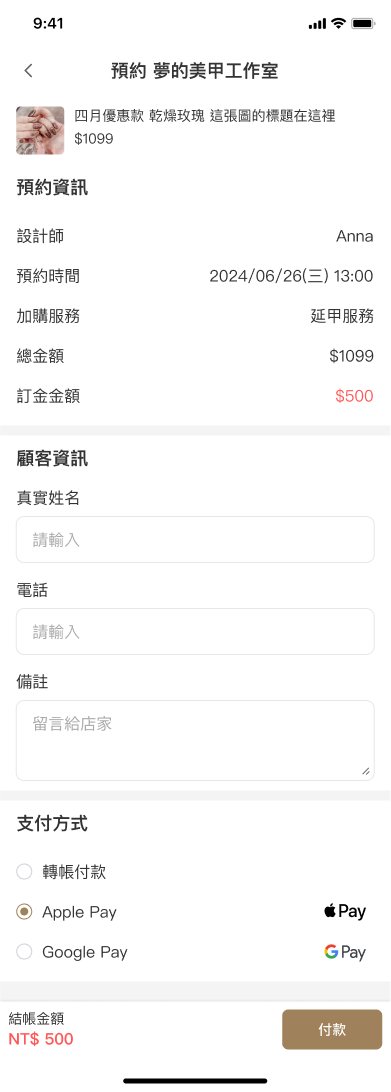 9:41
預約 夢的美甲工作室
四月優惠款 乾燥玫瑰 這張圖的標題在這裡
$1099
預約資訊
設計師 Anna
預約時間 2024/06/26(三) 13:00
加購服務 延甲服務
總金額 $1099
訂金金額 $500
顧客資訊
真實姓名
請輸入
電話
請輸入
備註
留言給店家
支付方式
轉帳付款
Apple Pay Pay
Google Pay G Pay
結帳金額
NT$ 500
付款